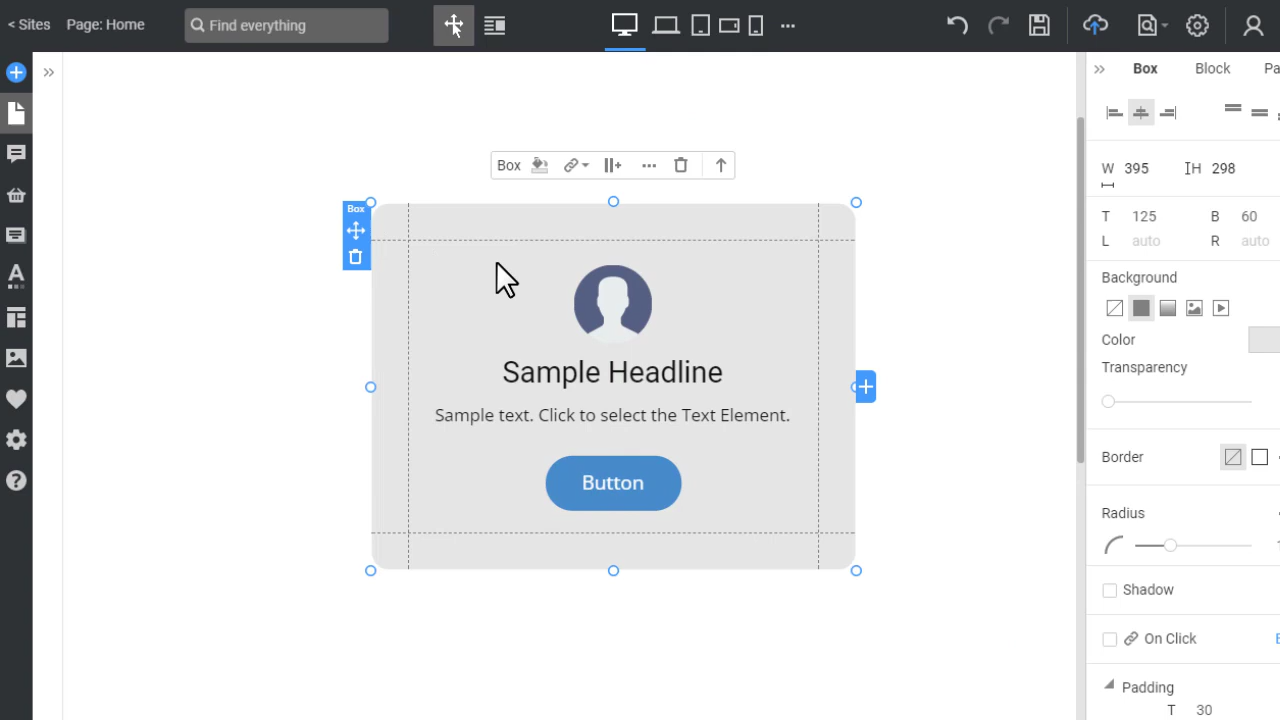 < Sites Page: Home Find everything
Box Block Pa
Box
W 395 H 298
Box
T 125 B 60
L auto R auto
Background
Color
Transparency
Sample Headline
Sample text. Click to select the Text Element.
Border
Button
Radius
Shadow
On Click
Padding
T 30